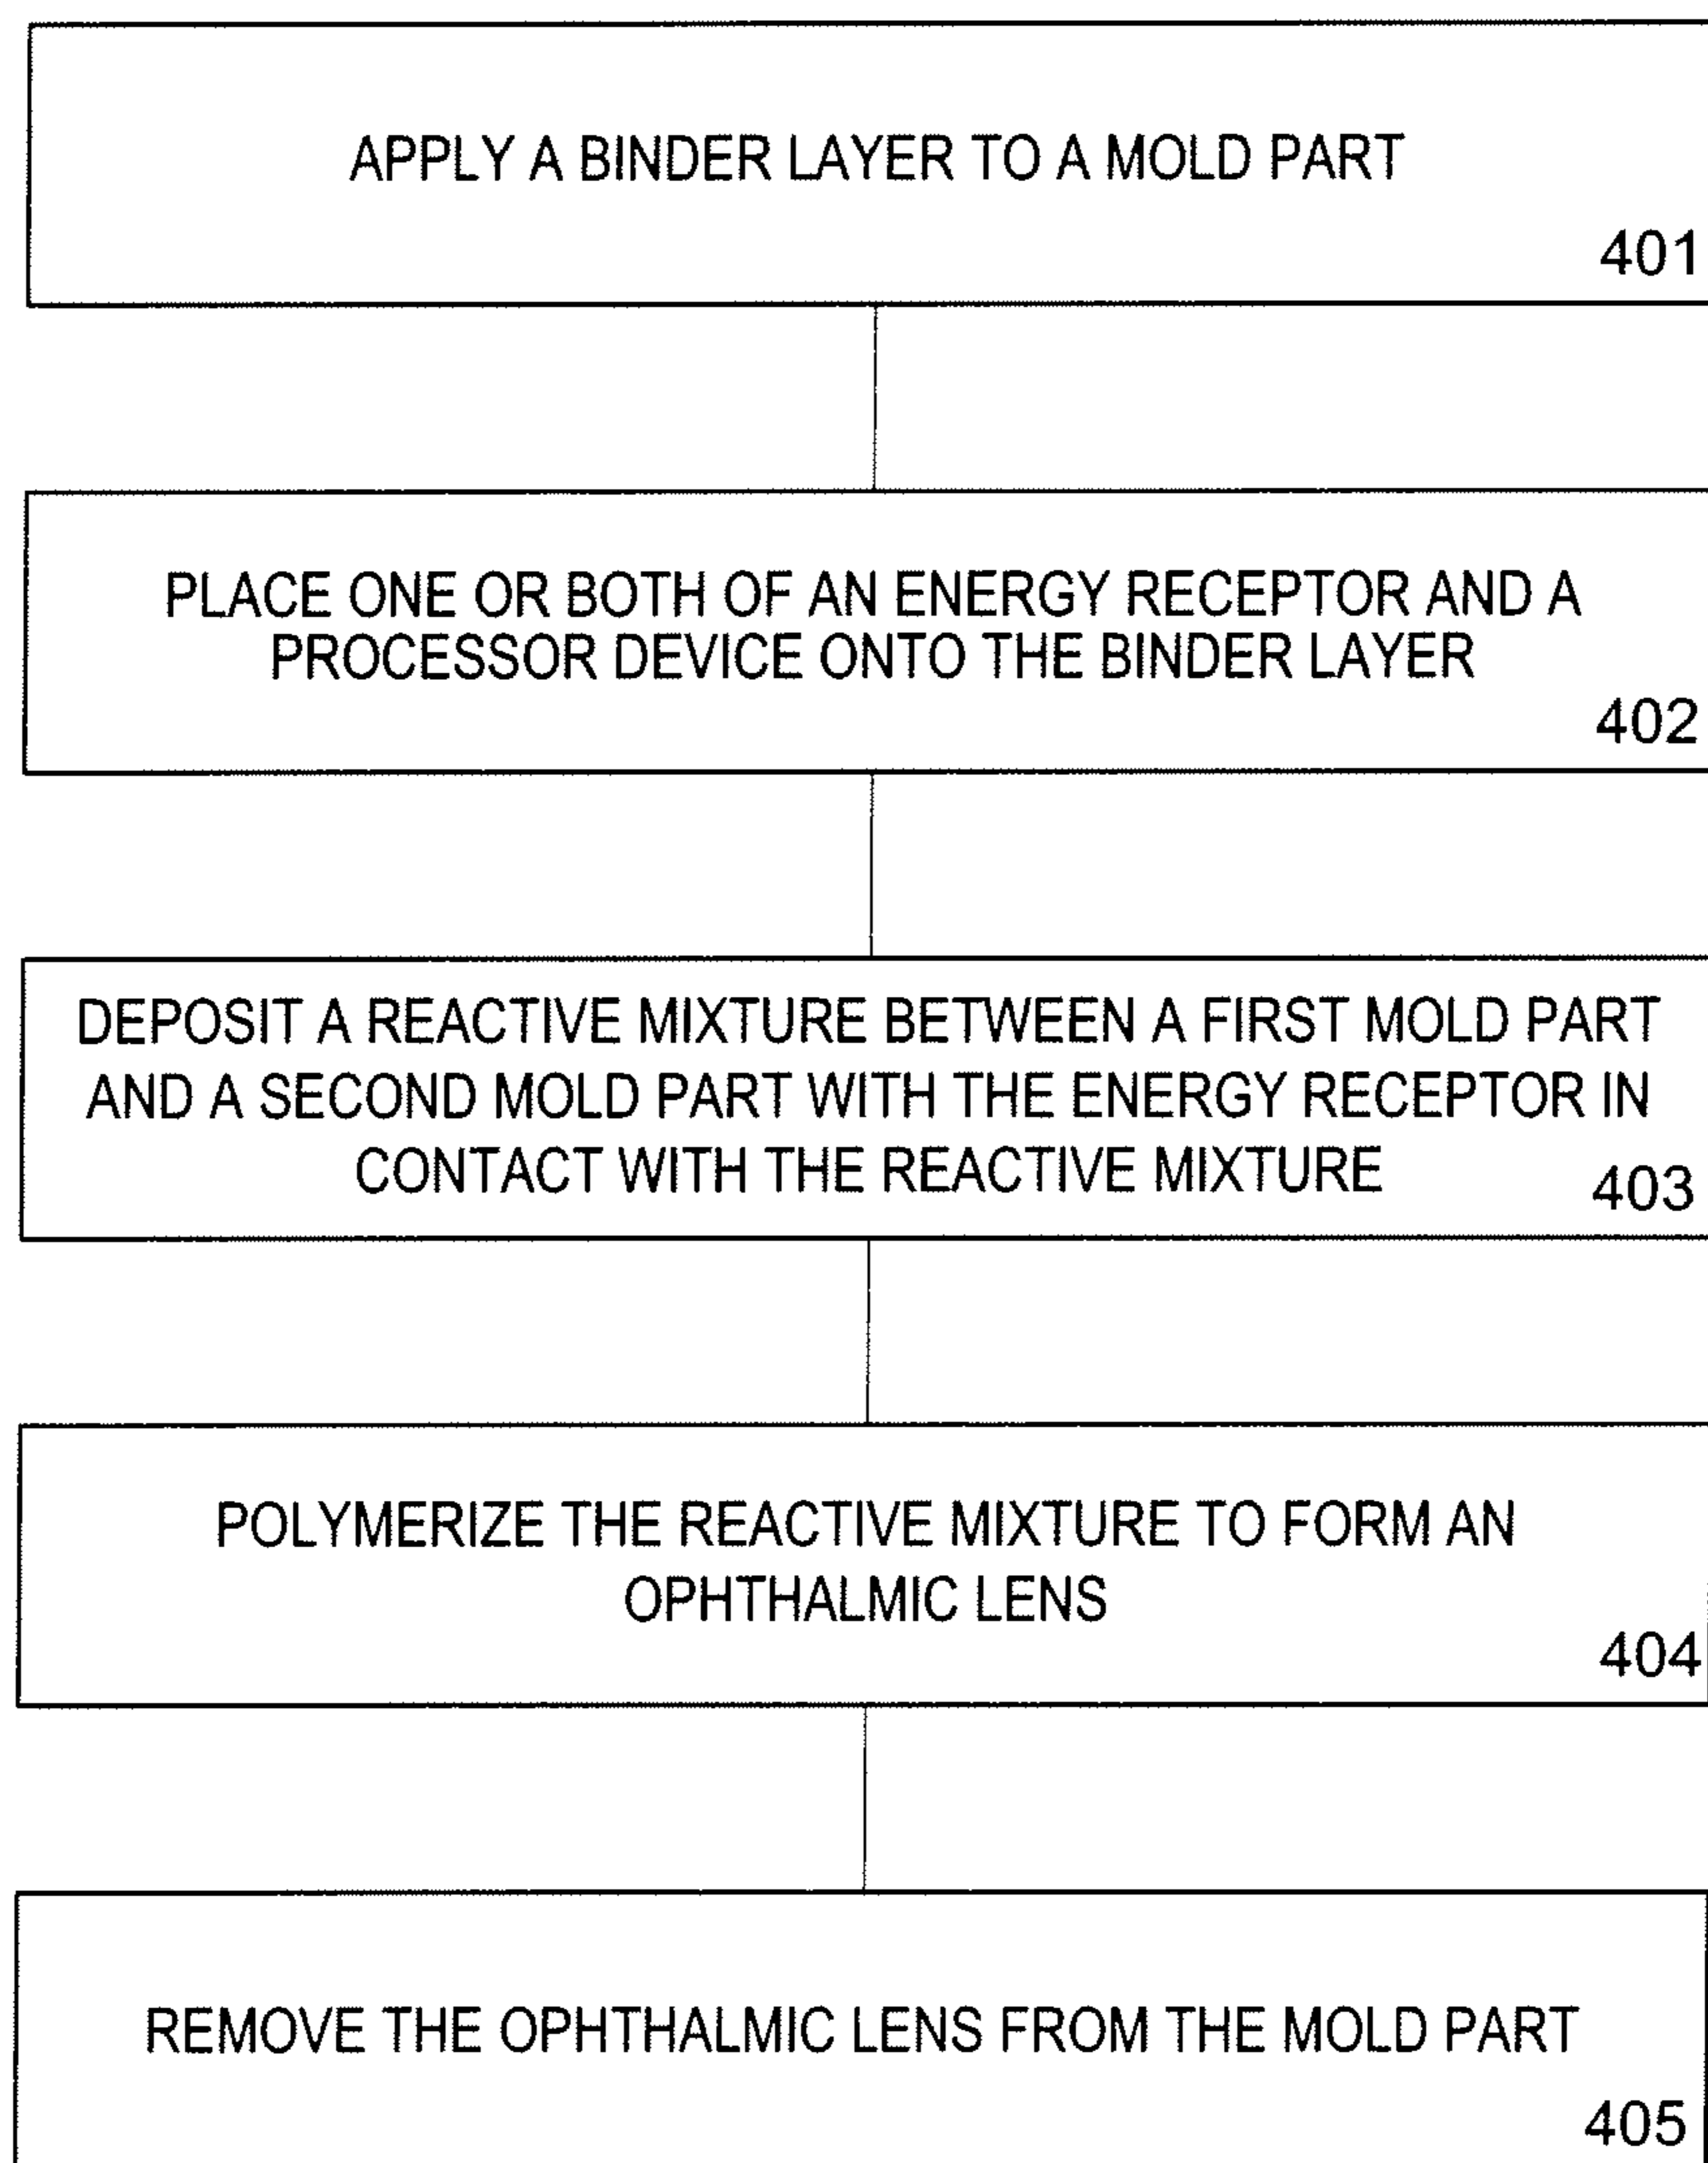 APPLY A BINDER LAYER TO A MOLD PART
401
PLACE ONE OR BOTH OF AN ENERGY RECEPTOR AND A
PROCESSOR DEVICE ONTO THE BINDER LAYER
402
DEPOSIT A REACTIVE MIXTURE BETWEEN A FIRST MOLD PART
AND A SECOND MOLD PART WITH THE ENERGY RECEPTOR IN
CONTACT WITH THE REACTIVE MIXTURE
403
POLYMERIZE THE REACTIVE MIXTURE TO FORM AN
OPHTHALMIC LENS
404
REMOVE THE OPHTHALMIC LENS FROM THE MOLD PART
405